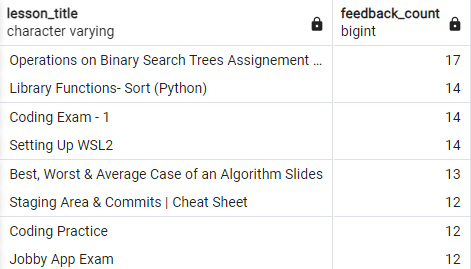 lesson_title feedback_count
character varying bigint
Operations on Binary Search Trees Assignement ... 17
Library Functions- Sort (Python) 14
Coding Exam - 1 14
Setting Up WSL2 14
Best, Worst & Average Case of an Algorithm Slides 13
Staging Area & Commits | Cheat Sheet 12
Coding Practice 12
Jobby App Exam 12